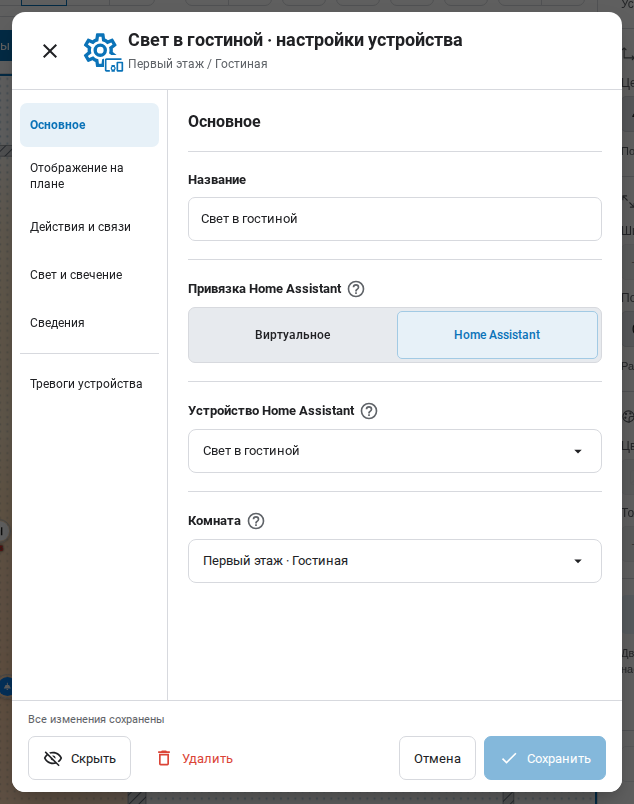 Свет в гостиной · настройки устройства
Первый этаж / Гостиная
Основное
Отображение на
плане
Действия и связи
Свет и свечение
Сведения
Тревоги устройства
Основное
Название
Свет в гостиной
Привязка Home Assistant
Виртуальное
Home Assistant
Устройство Home Assistant
Свет в гостиной
Комната
Первый этаж · Гостиная
Все изменения сохранены
Скрыть
Удалить
Отмена
Сохранить